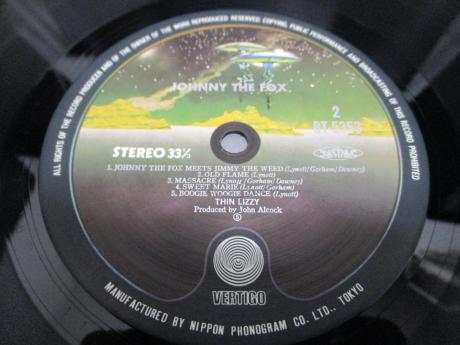 ALL RIGHTS OF THE RECORD PRODUCER AND OF THE OWNER OF THE WORK REPRODUCED RESERVED. COPYING, PUBLIC PERFORMANCE AND BROADCASTING OF THIS RECORD PROHIBITED
JOHNNY THE FOX
2
RT-5253
STEREO 33⅓
1. JOHNNY THE FOX MEETS JIMMY THE WEED (Lynott/Gorham/Downey)
2. OLD FLAME (Lynott)
3. MASSACRE (Lynott/Gorham/Downey)
4. SWEET MARIE (Lynott/Gorham)
5. BOOGIE WOOGIE DANCE (Lynott)
THIN LIZZY
Produced by John Alcock
VERTIGO
MANUFACTURED BY NIPPON PHONOGRAM CO. LTD., TOKYO